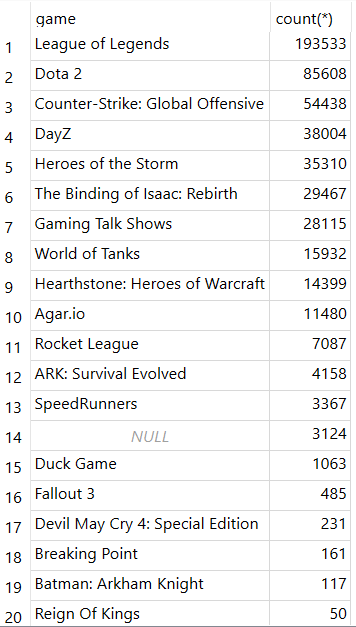 game count(*)
1 League of Legends 193533
2 Dota 2 85608
3 Counter-Strike: Global Offensive 54438
4 DayZ 38004
5 Heroes of the Storm 35310
6 The Binding of Isaac: Rebirth 29467
7 Gaming Talk Shows 28115
8 World of Tanks 15932
9 Hearthstone: Heroes of Warcraft 14399
10 Agar.io 11480
11 Rocket League 7087
12 ARK: Survival Evolved 4158
13 SpeedRunners 3367
14 NULL 3124
15 Duck Game 1063
16 Fallout 3 485
17 Devil May Cry 4: Special Edition 231
18 Breaking Point 161
19 Batman: Arkham Knight 117
20 Reign Of Kings 50